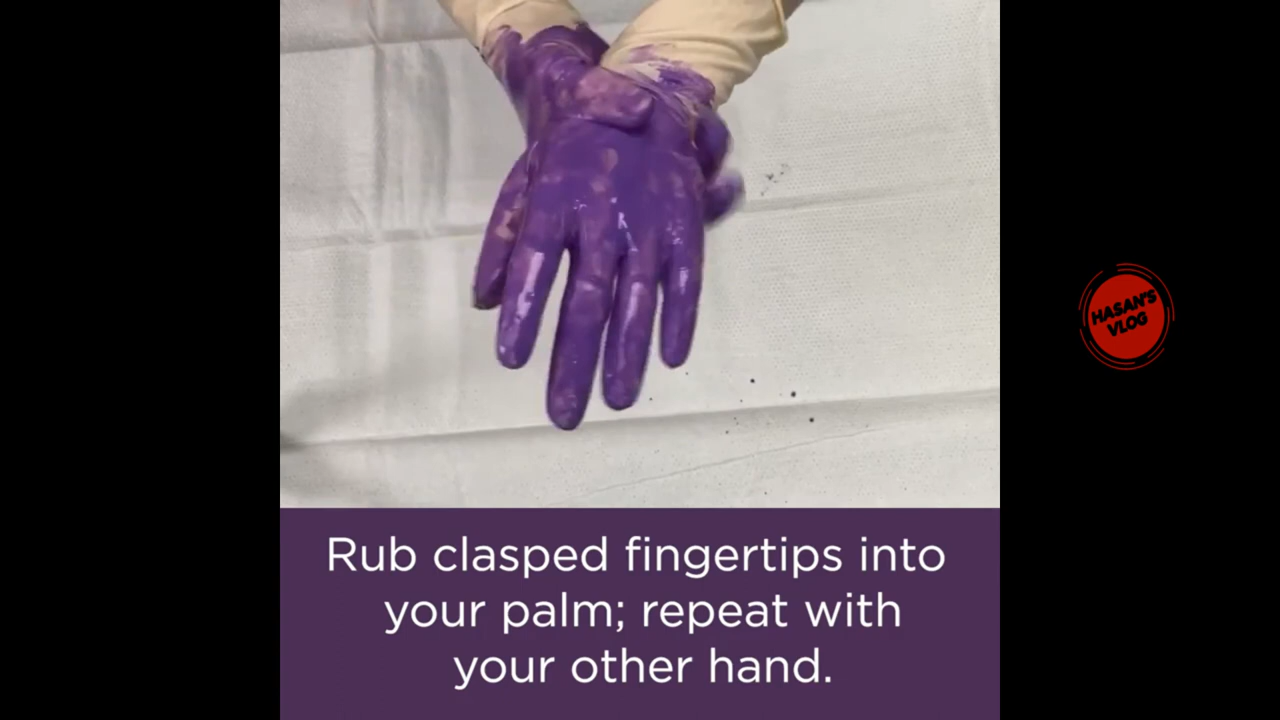 Rub clasped fingertips into
your palm; repeat with
your other hand.
HASAN'S
VLOG